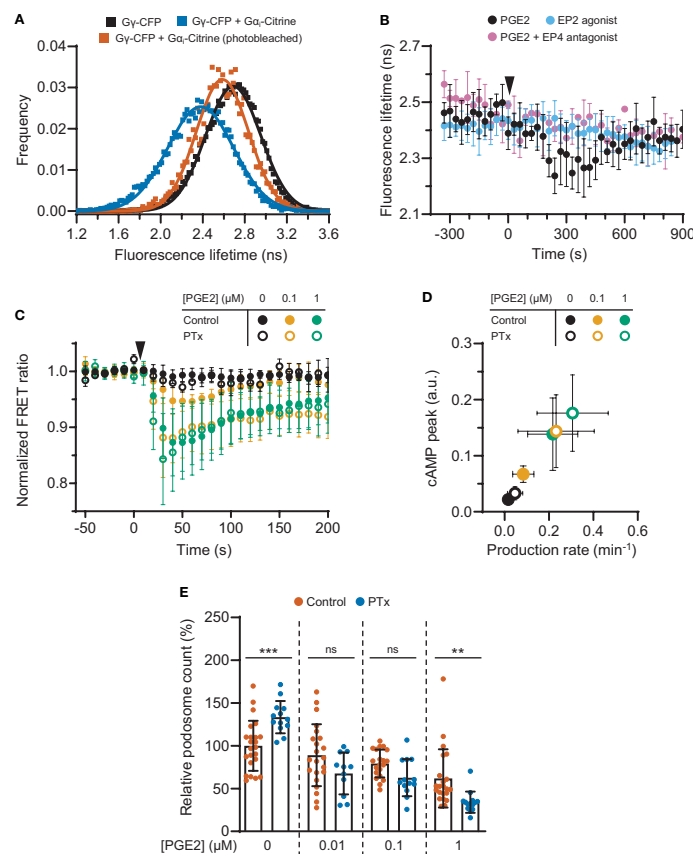 A
Gγ-CFP Gγ-CFP + Gαi-Citrine
Gγ-CFP + Gαi-Citrine (photobleached)
Frequency
0.04
0.03
0.02
0.01
0.00
1.2 1.8 2.4 3.0 3.6
Fluorescence lifetime (ns)
B
PGE2 EP2 agonist
PGE2 + EP4 antagonist
Fluorescence lifetime (ns)
2.7
2.5
2.3
2.1
-300 0 300 600 900
Time (s)
C
[PGE2] (µM) 0 0.1 1
Control
PTx
Normalized FRET ratio
1.0
0.9
0.8
-50 0 50 100 150 200
Time (s)
D
[PGE2] (µM) 0 0.1 1
Control
PTx
cAMP peak (a.u.)
0.3
0.2
0.1
0.0
0.0 0.2 0.4 0.6
Production rate (min-1)
E
Control PTx
Relative podosome count (%)
250
200
150
100
50
0
*** ns ns **
[PGE2] (µM) 0 0.01 0.1 1